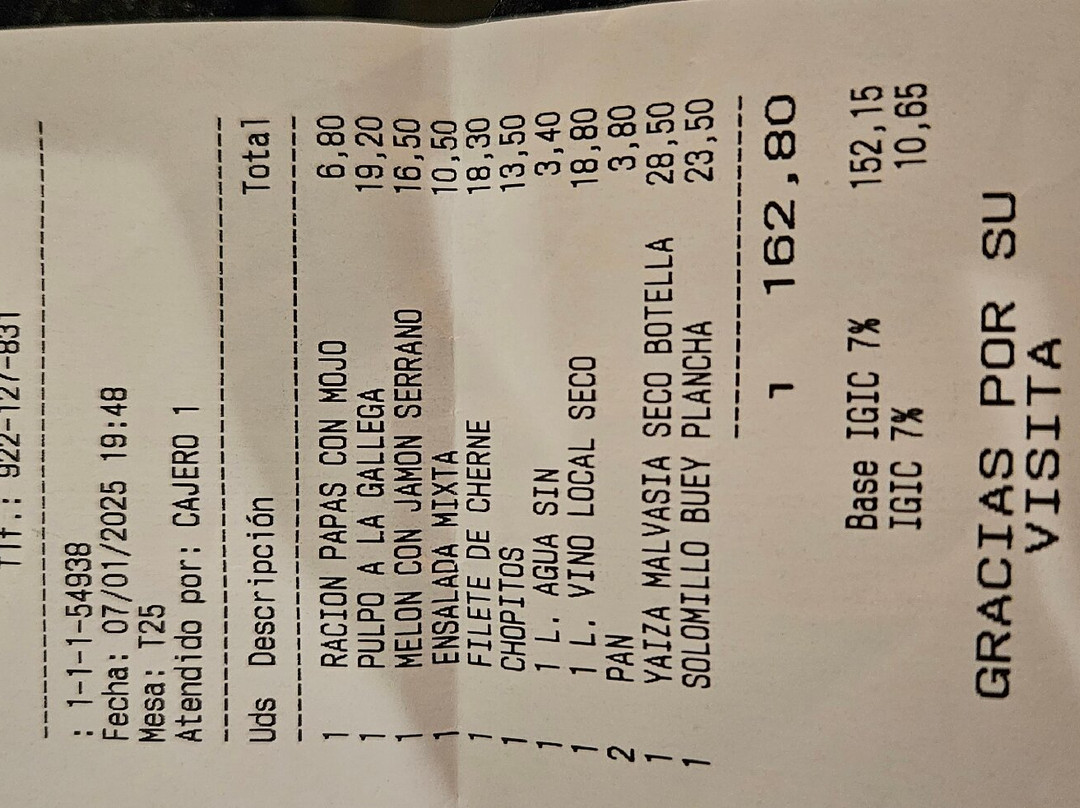 Tlf.: 922-127-831
: 1-1-1-54938
Fecha: 07/01/2025 19:48
Mesa: T25
Atendido por: CAJERO 1
Uds Descripción Total
1 RACION PAPAS CON MOJO 6,80
1 PULPO A LA GALLEGA 19,20
1 MELON CON JAMON SERRANO 16,50
1 ENSALADA MIXTA 10,50
1 FILETE DE CHERNE 18,30
1 CHOPITOS 13,50
1 1 L. AGUA SIN 3,40
1 1 L. VINO LOCAL SECO 18,80
2 PAN 3,80
1 YAIZA MALVASIA SECO BOTELLA 28,50
1 SOLOMILLO BUEY PLANCHA 23,50
1 162,80
Base IGIC 7% 152,15
IGIC 7% 10,65
GRACIAS POR SU
VISITA